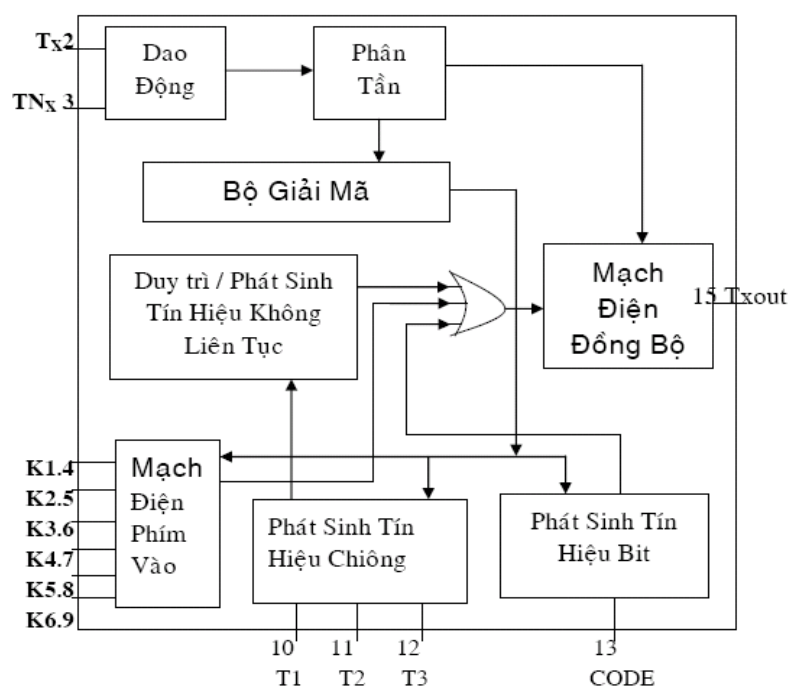 TX2
TNX 3
Dao
Động
Phân
Tần
Bộ Giải Mã
Duy trì / Phát Sinh
Tín Hiệu Không
Liên Tục
Mạch
Điện
Đồng Bộ
15 Txout
K1.4
K2.5
K3.6
K4.7
K5.8
K6.9
Mạch
Điện
Phím
Vào
Phát Sinh Tín
Hiệu Chiông
Phát Sinh Tín
Hiệu Bit
10 11 12 13
T1 T2 T3 CODE